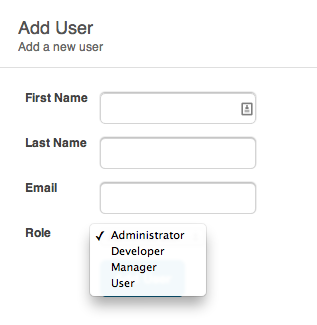 Add User
Add a new user
First Name
Last Name
Email
Role
✓ Administrator
Developer
Manager
User